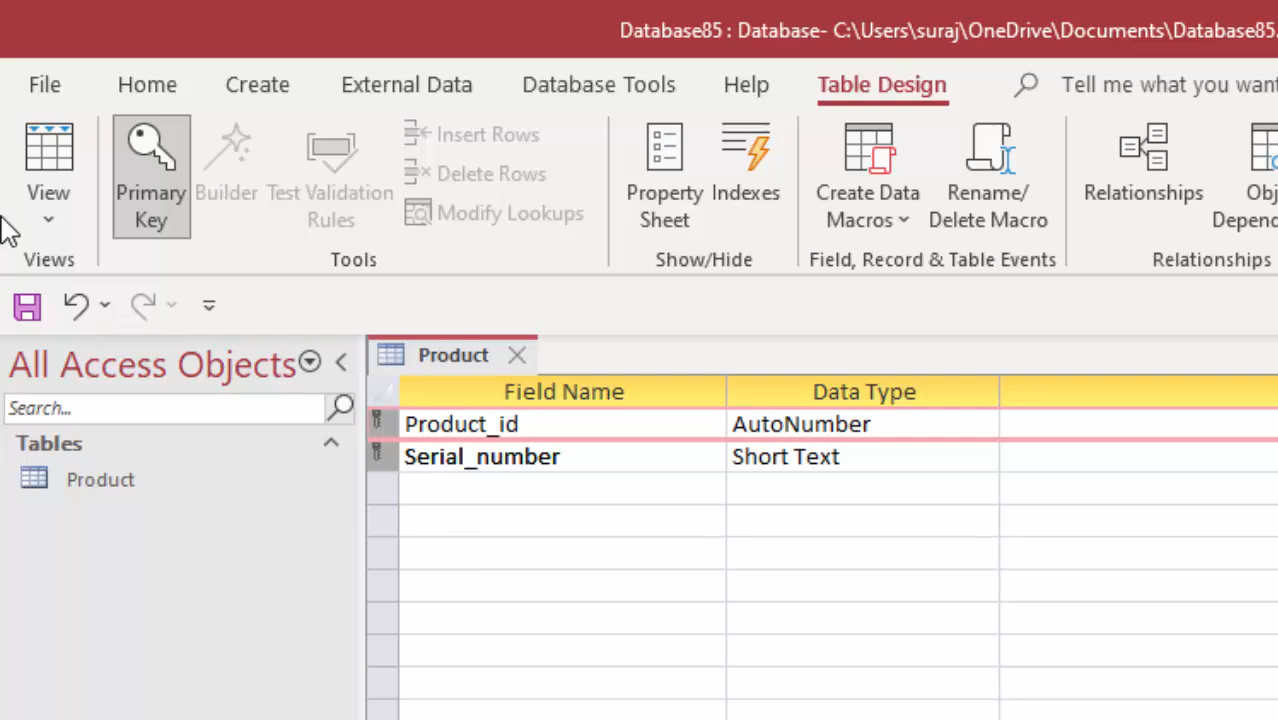 Database85 : Database- C:\Users\suraj\OneDrive\Documents\Database85.
File Home Create External Data Database Tools Help Table Design Tell me what you want
View
Primary Key
Builder
Test Validation Rules
Insert Rows
Delete Rows
Modify Lookups
Property Sheet
Indexes
Create Data Macros
Rename/ Delete Macro
Relationships
Obj
Depend
Views Tools Show/Hide Field, Record & Table Events Relationships
All Access Objects
Search...
Tables
Product
Product
Field Name Data Type
Product_id AutoNumber
Serial_number Short Text